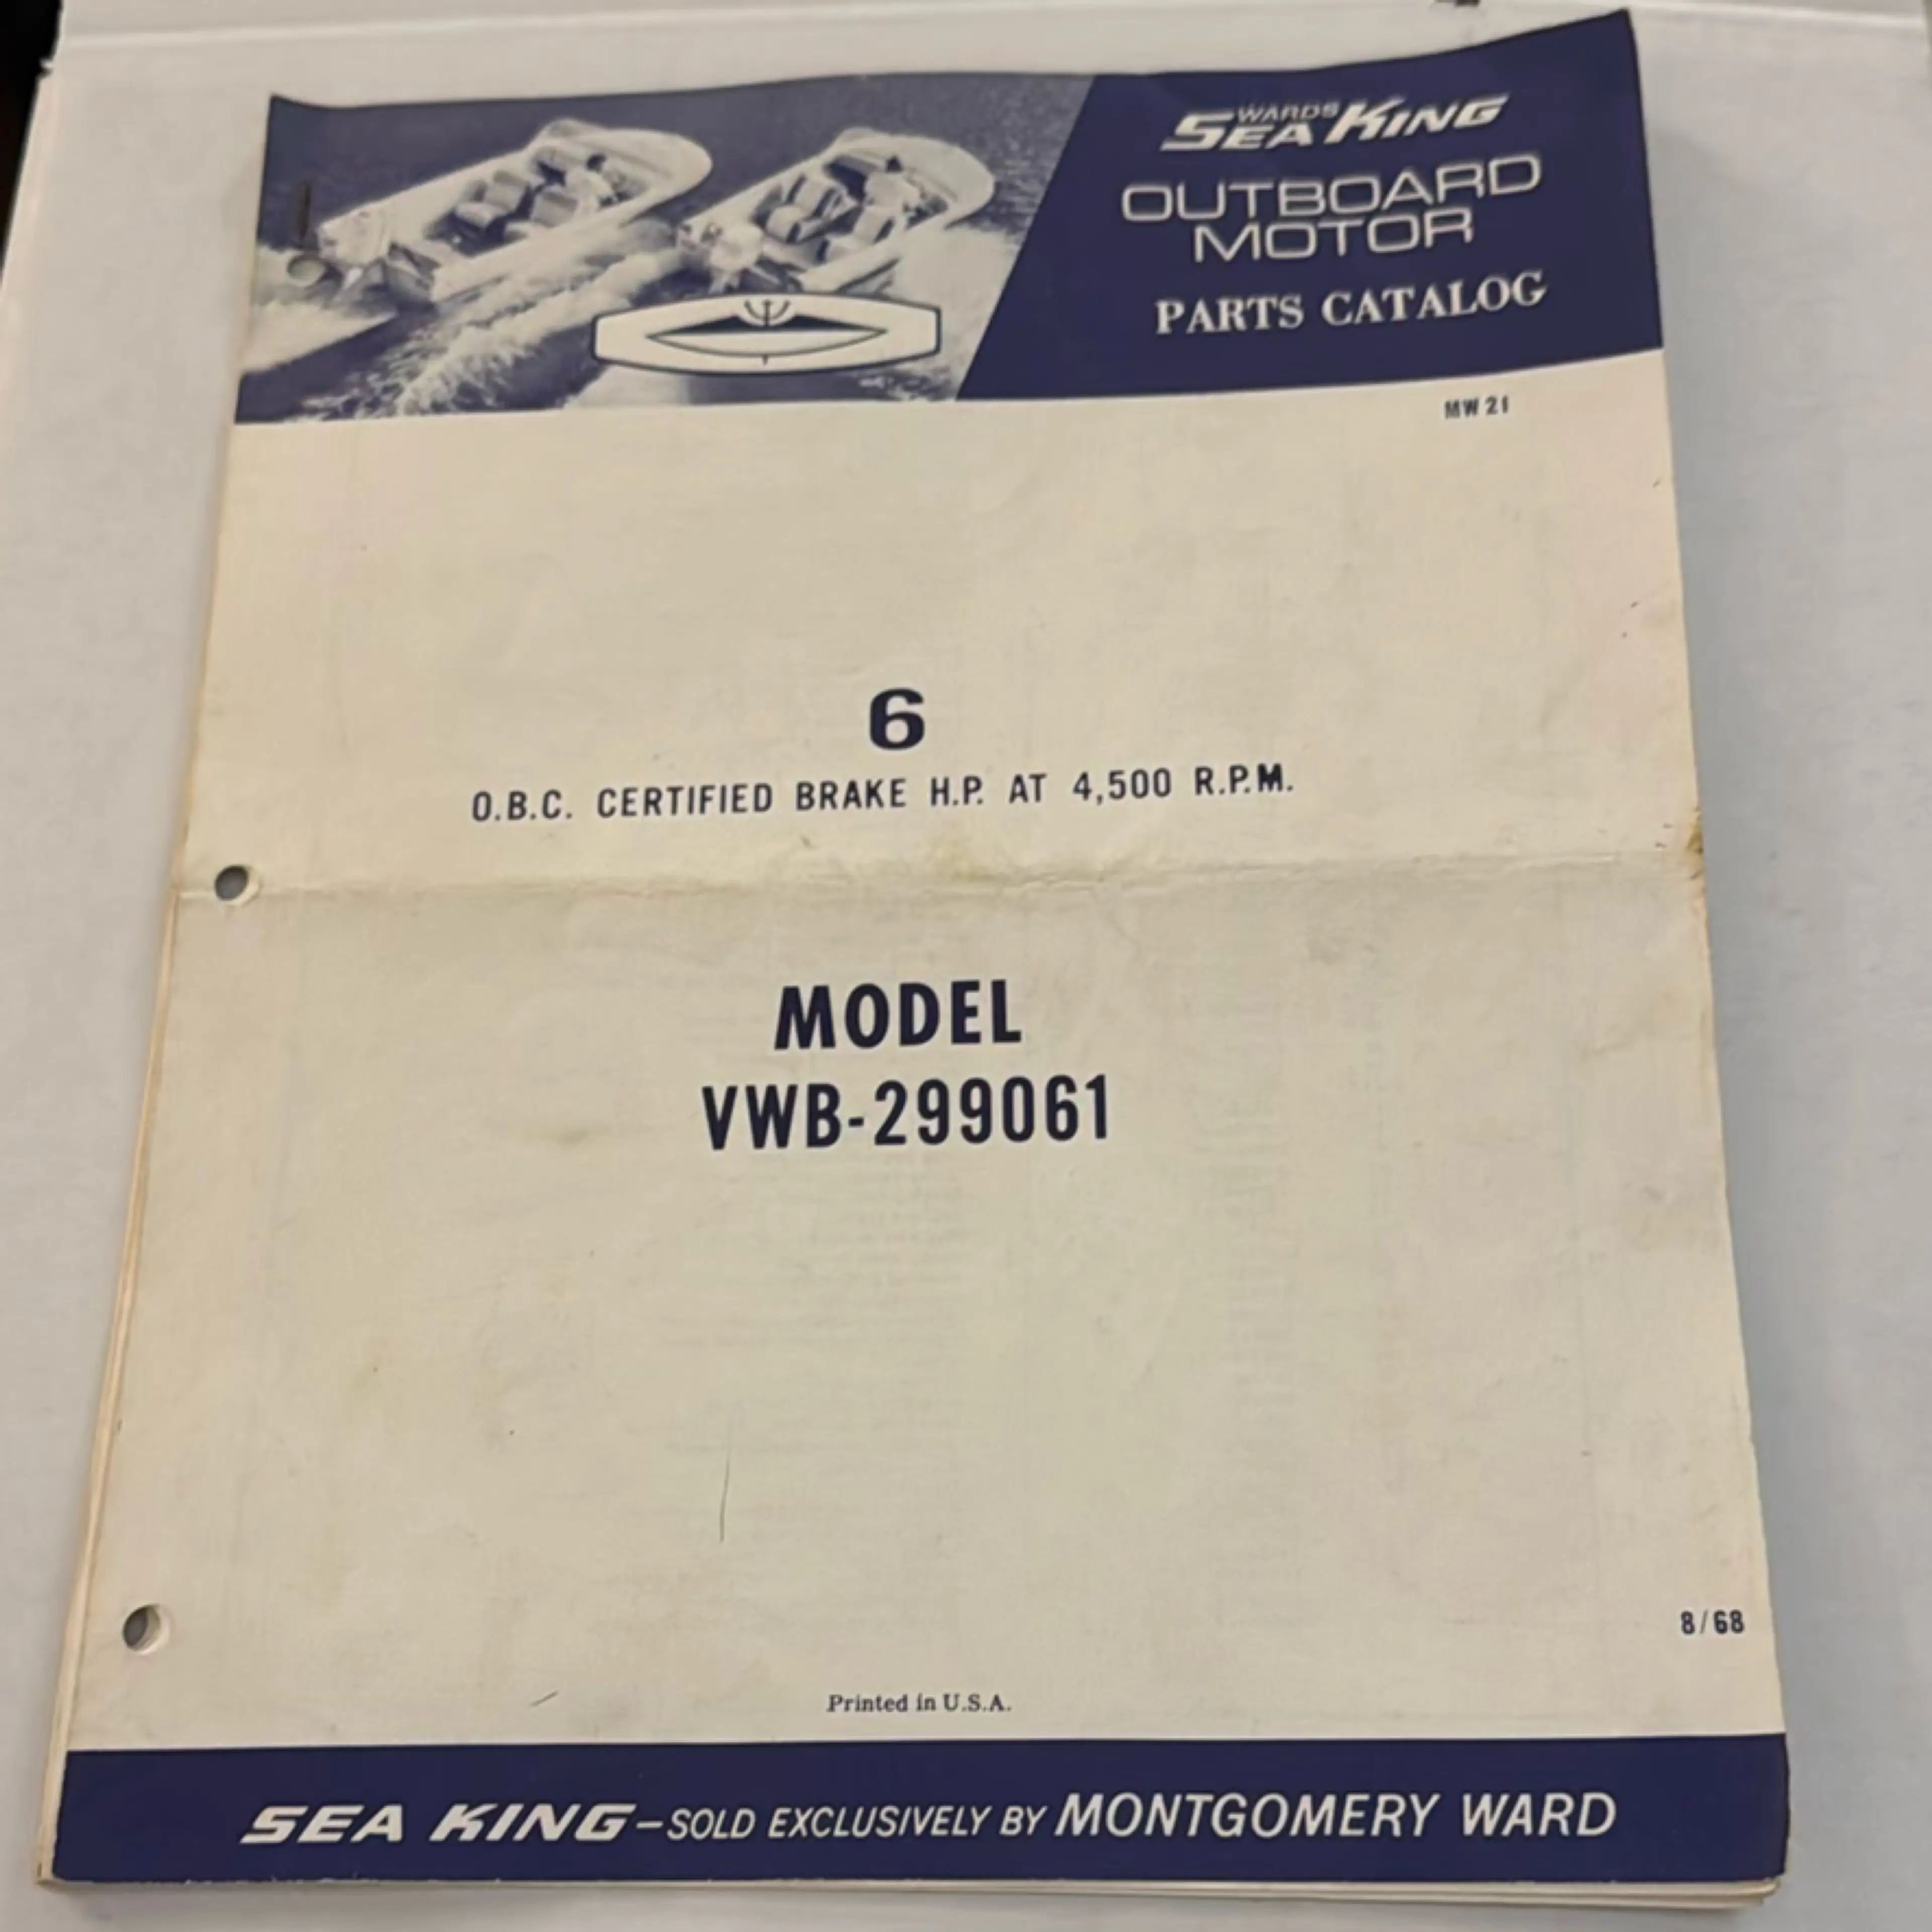 WARDS
SEA KING
OUTBOARD
MOTOR
PARTS CATALOG
MW 21
6
O.B.C. CERTIFIED BRAKE H.P. AT 4,500 R.P.M.
MODEL
VWB-299061
8/68
Printed in U.S.A.
SEA KING—SOLD EXCLUSIVELY BY MONTGOMERY WARD